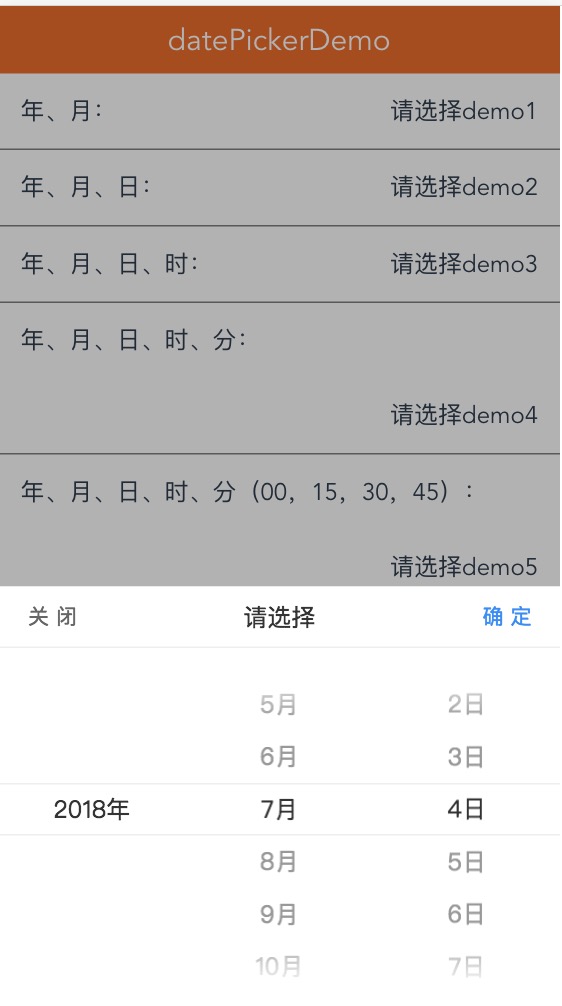 datePickerDemo
年、月： 请选择demo1
年、月、日： 请选择demo2
年、月、日、时： 请选择demo3
年、月、日、时、分：
请选择demo4
年、月、日、时、分（00，15，30，45）：
请选择demo5
关 闭 请选择 确 定
5月 2日
6月 3日
2018年 7月 4日
8月 5日
9月 6日
10月 7日